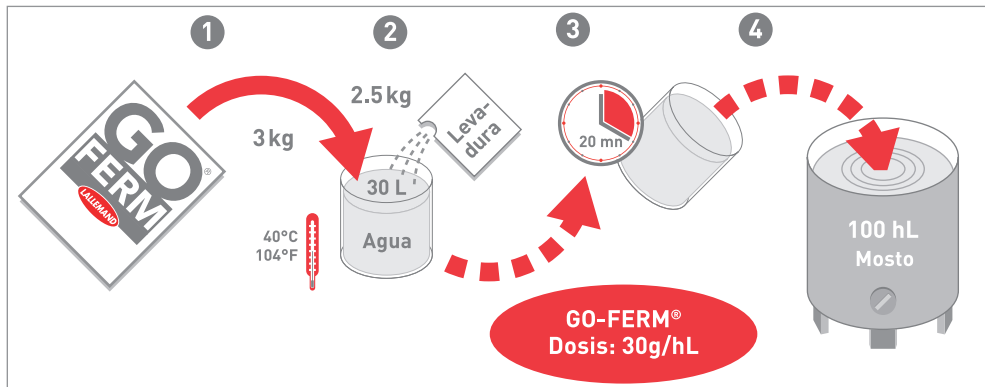 1
2
3
4
GO
FERM®
LALLEMAND
3 kg
2.5 kg
Leva-
dura
30 L
Agua
40°C
104°F
20 mn
100 hL
Mosto
GO-FERM®
Dosis: 30g/hL